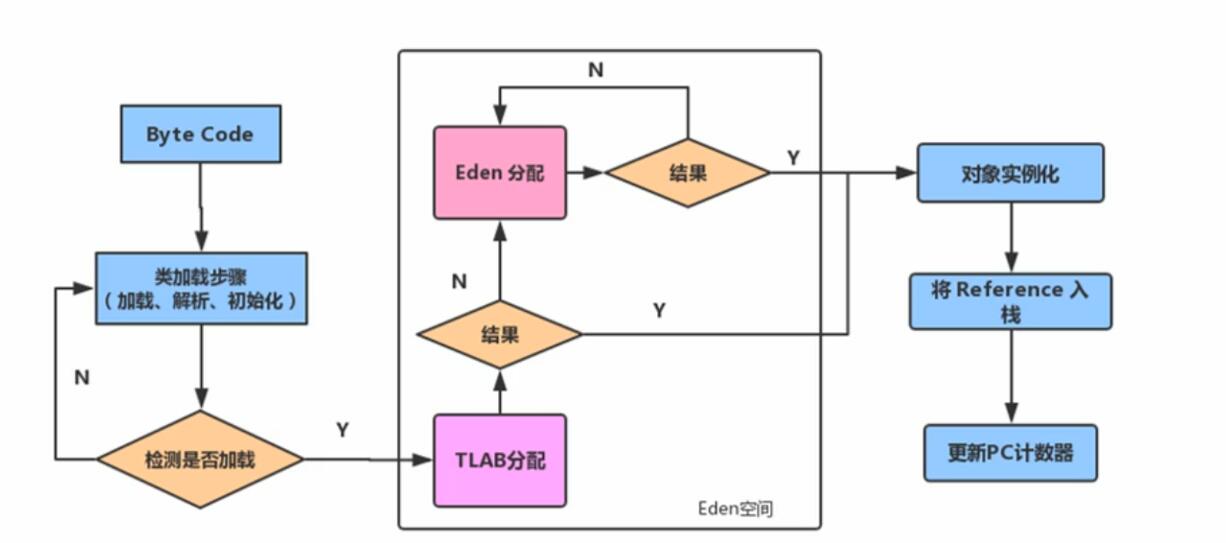 Byte Code
类加载步骤
（加载、解析、初始化）
N
检测是否加载
Y
N
Eden 分配
结果
Y
N
结果
Y
TLAB分配
Eden空间
对象实例化
将 Reference 入
栈
更新PC计数器